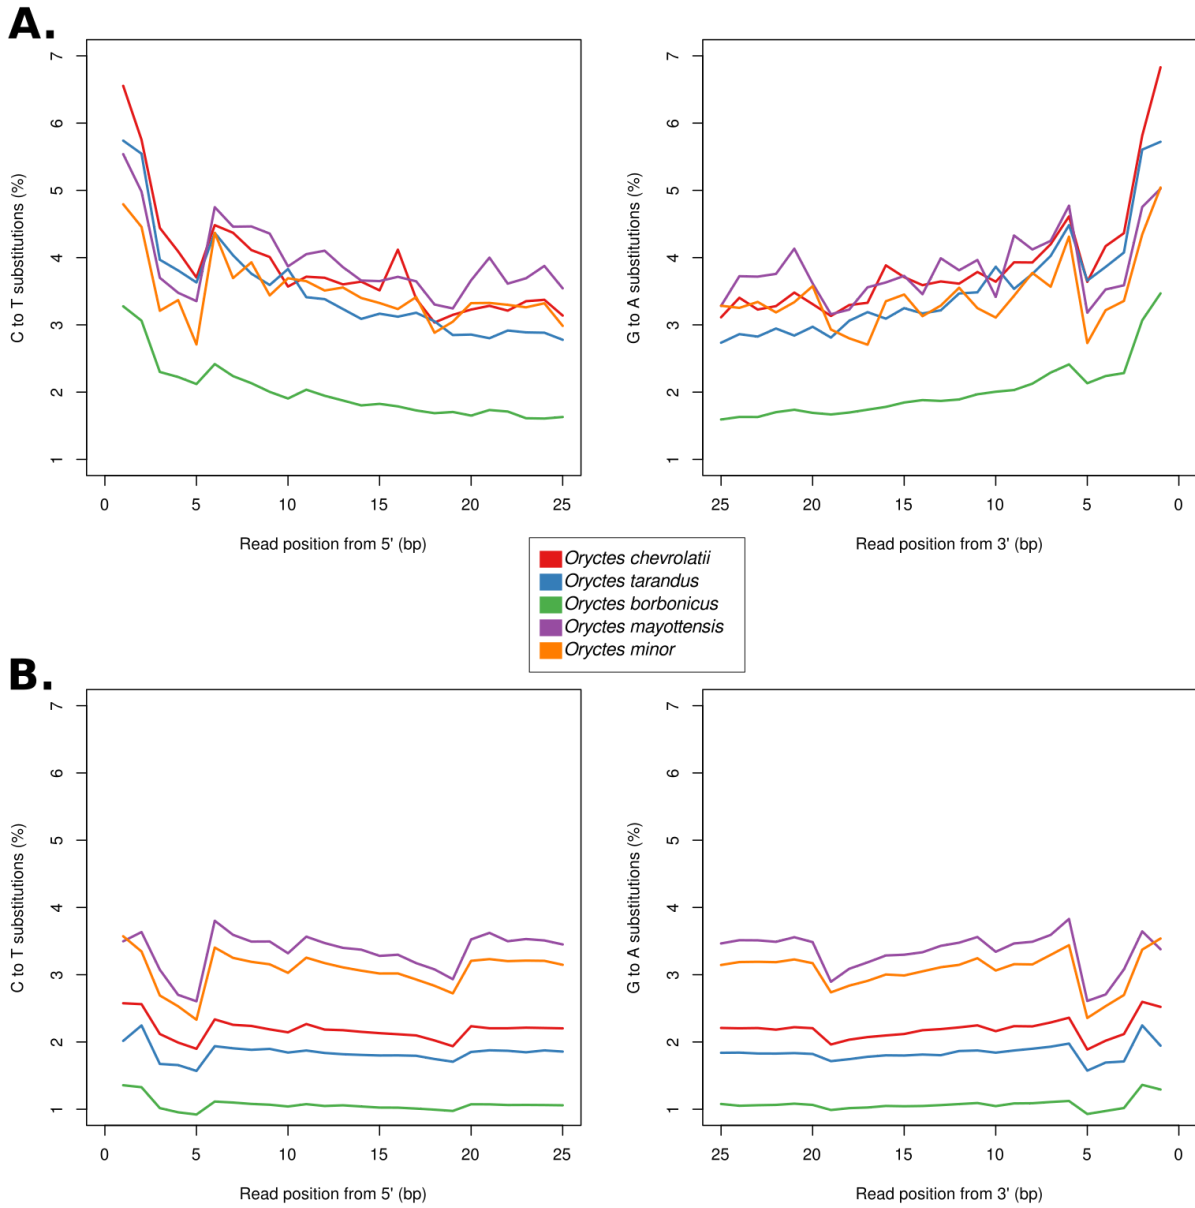 A.
7
6
5
4
3
2
1
C to T substitutions (%)
0 5 10 15 20 25
Read position from 5' (bp)
7
6
5
4
3
2
1
G to A substitutions (%)
25 20 15 10 5 0
Read position from 3' (bp)
Oryctes chevrolatii
Oryctes tarandus
Oryctes borbonicus
Oryctes mayottensis
Oryctes minor
B.
7
6
5
4
3
2
1
C to T substitutions (%)
0 5 10 15 20 25
Read position from 5' (bp)
7
6
5
4
3
2
1
G to A substitutions (%)
25 20 15 10 5 0
Read position from 3' (bp)